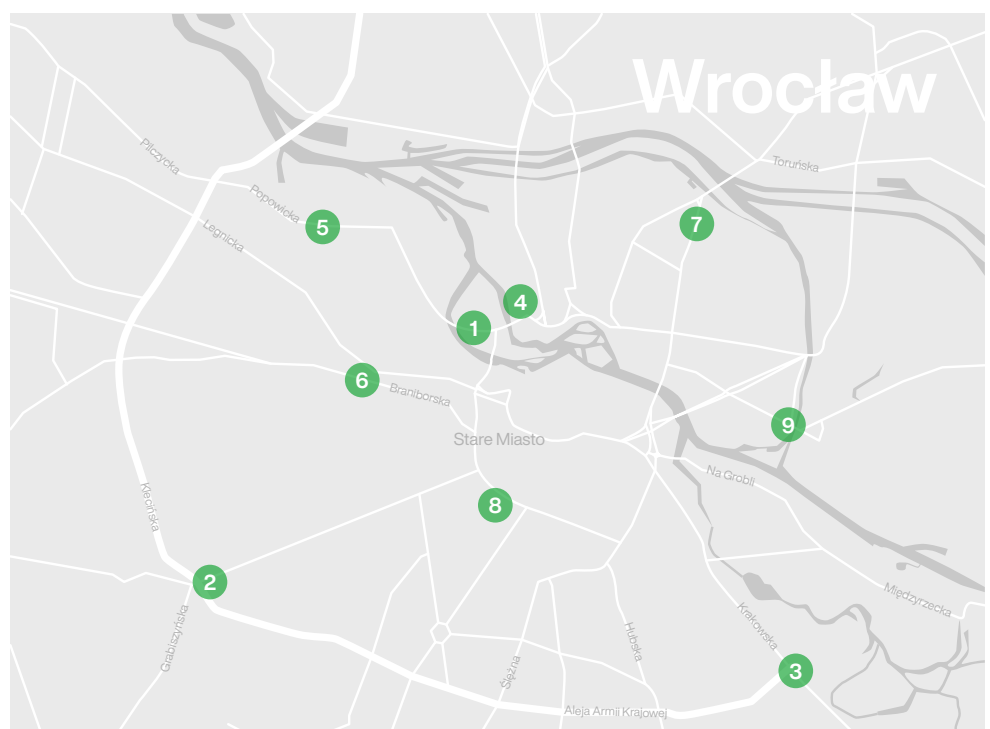 Wrocław
Pilczycka
Toruńska
Popowicka
5
7
Legnicka
4
1
6
Braniborska
9
Stare Miasto
Na Grobli
Klecińska
8
2
Międzyrzecka
Grabiszyńska
Krakowska
Hubska
Ślężna
3
Aleja Armii Krajowej